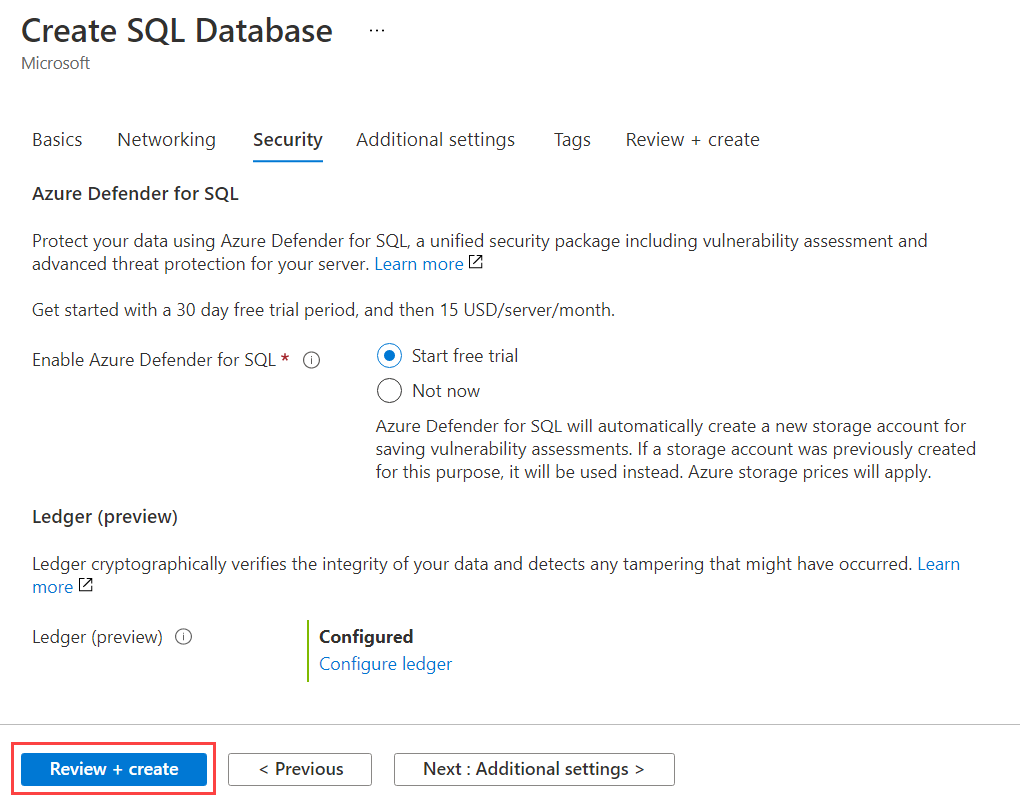 Create SQL Database ...
Microsoft
Basics Networking Security Additional settings Tags Review + create
Azure Defender for SQL
Protect your data using Azure Defender for SQL, a unified security package including vulnerability assessment and
advanced threat protection for your server. Learn more
Get started with a 30 day free trial period, and then 15 USD/server/month.
Enable Azure Defender for SQL * i
Start free trial
Not now
Azure Defender for SQL will automatically create a new storage account for
saving vulnerability assessments. If a storage account was previously created
for this purpose, it will be used instead. Azure storage prices will apply.
Ledger (preview)
Ledger cryptographically verifies the integrity of your data and detects any tampering that might have occurred. Learn
more
Ledger (preview) i
Configured
Configure ledger
Review + create < Previous Next : Additional settings >